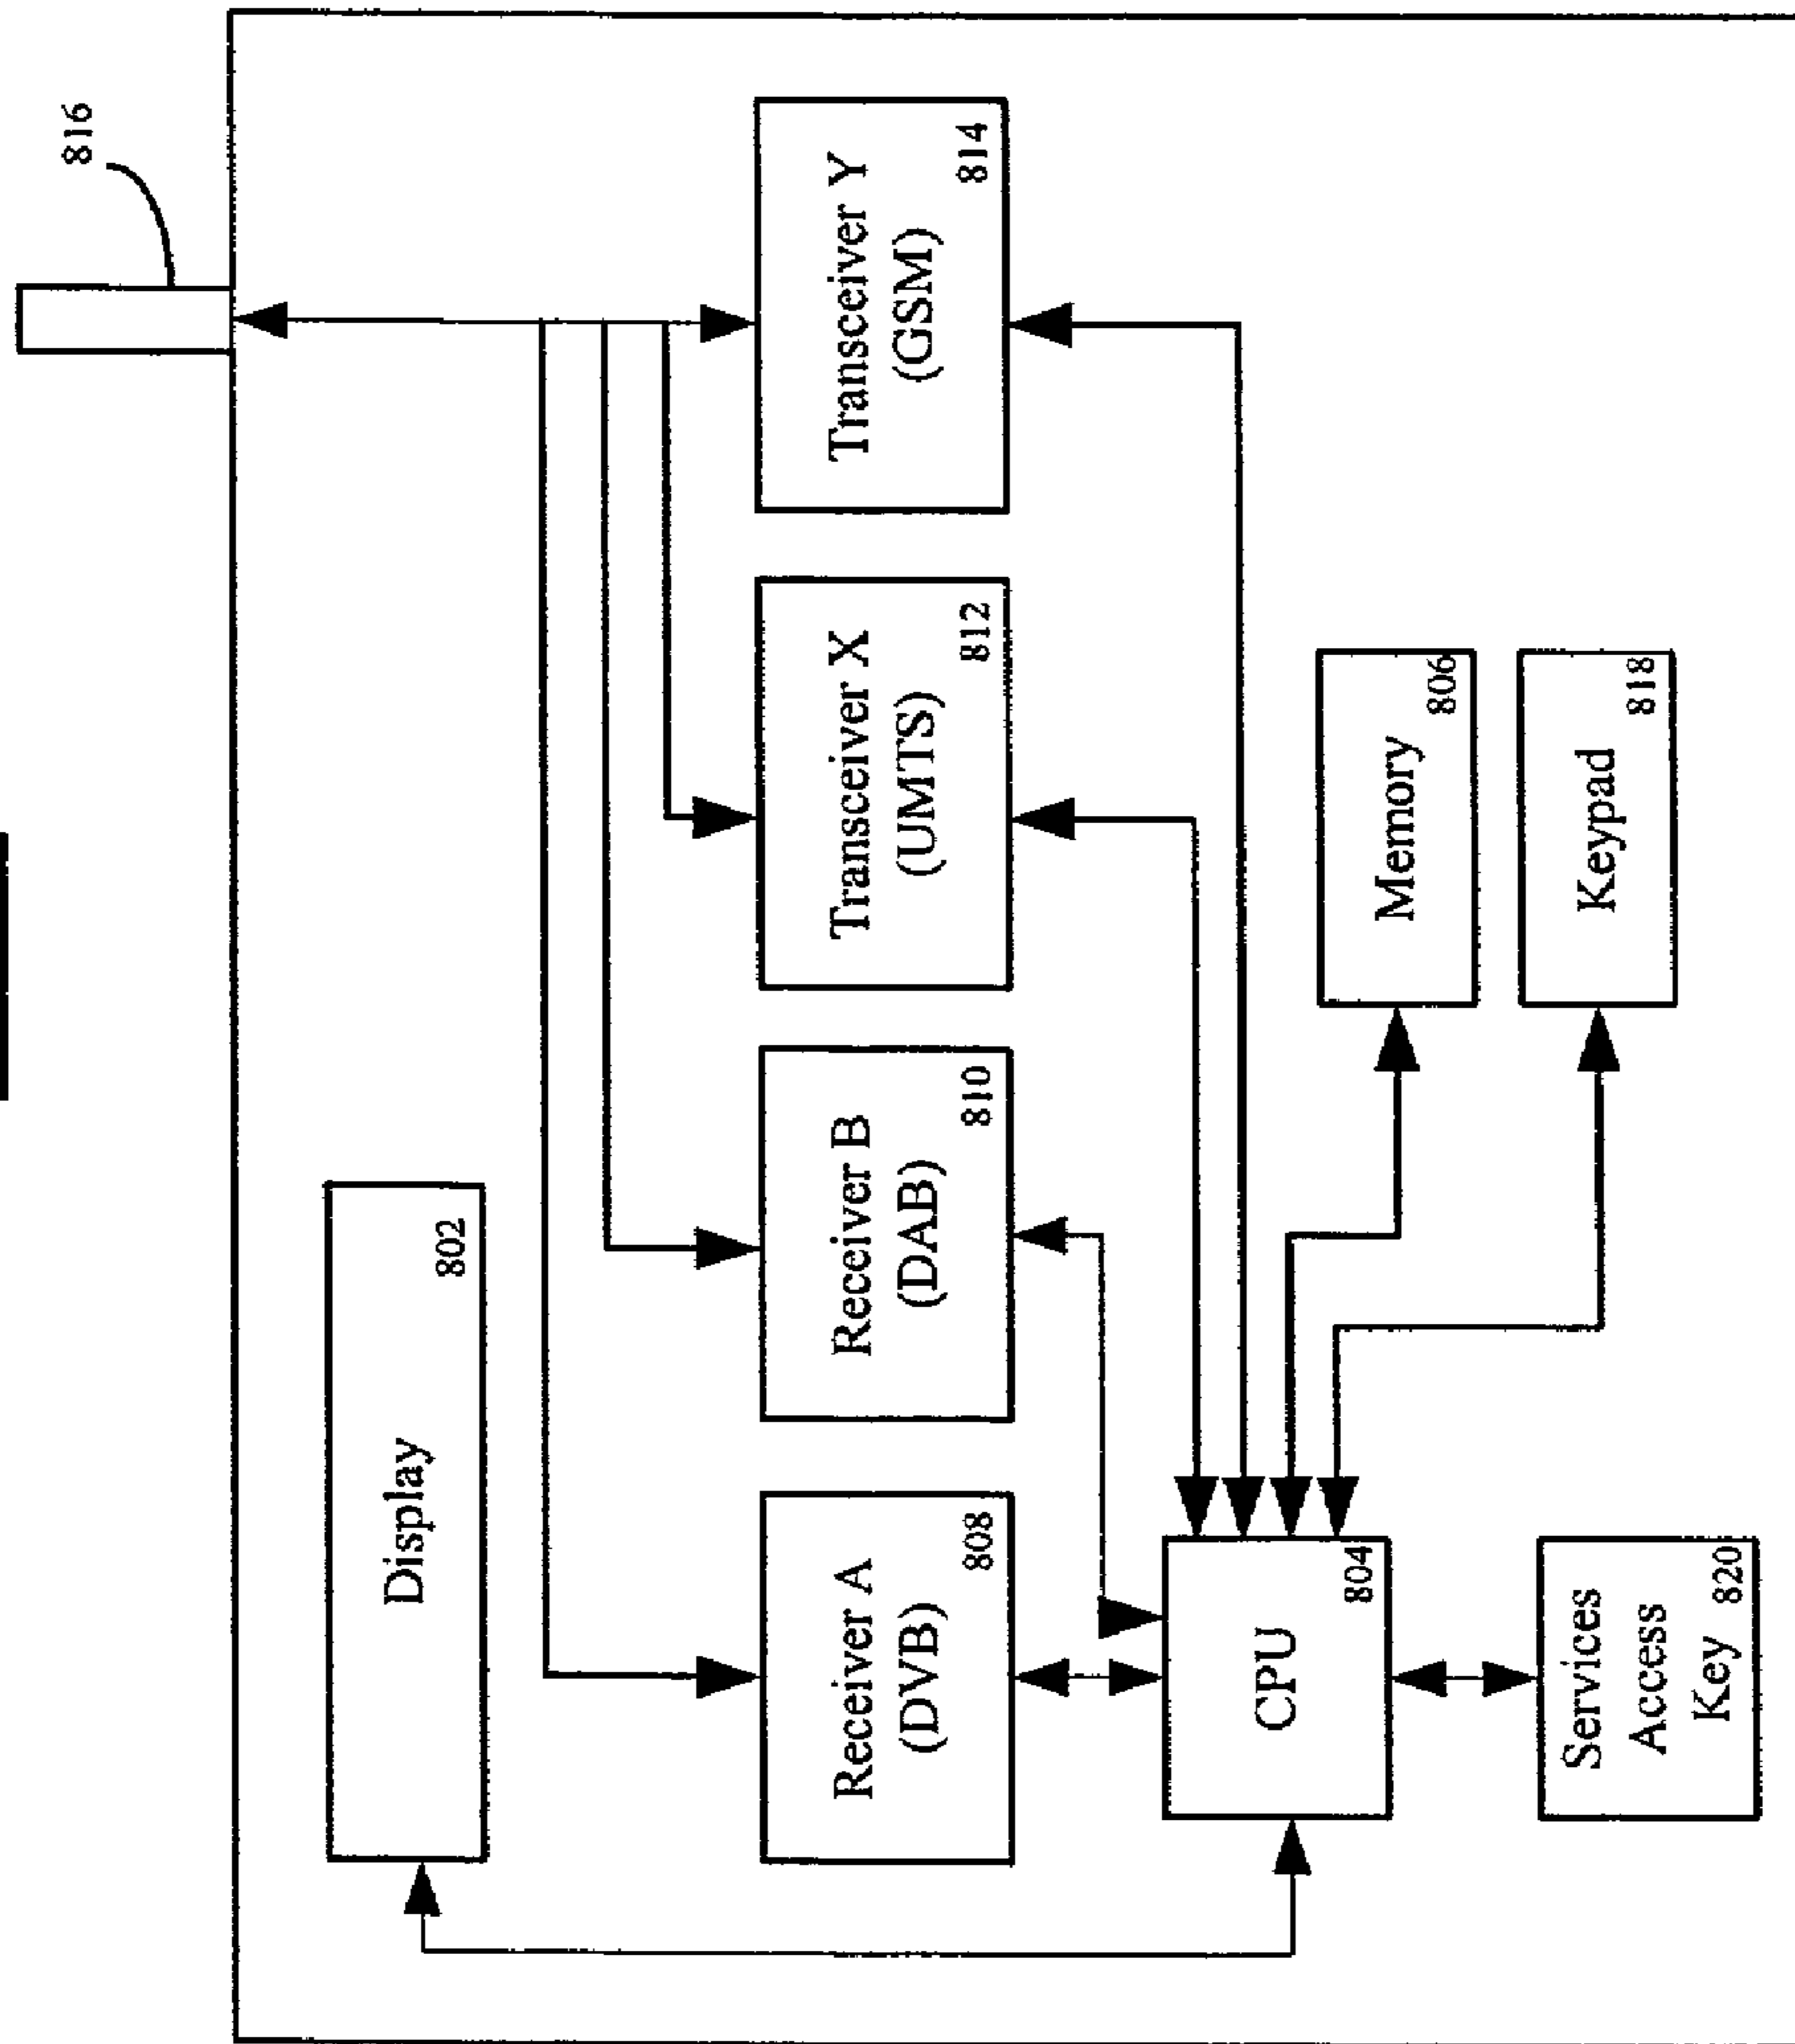 816
Display
802
Receiver A
(DVB)
808
Receiver B
(DAB)
810
Transceiver X
(UMTS)
812
Transceiver Y
(GSM)
814
CPU
804
Memory
806
Keypad
818
Services
Access
Key
820